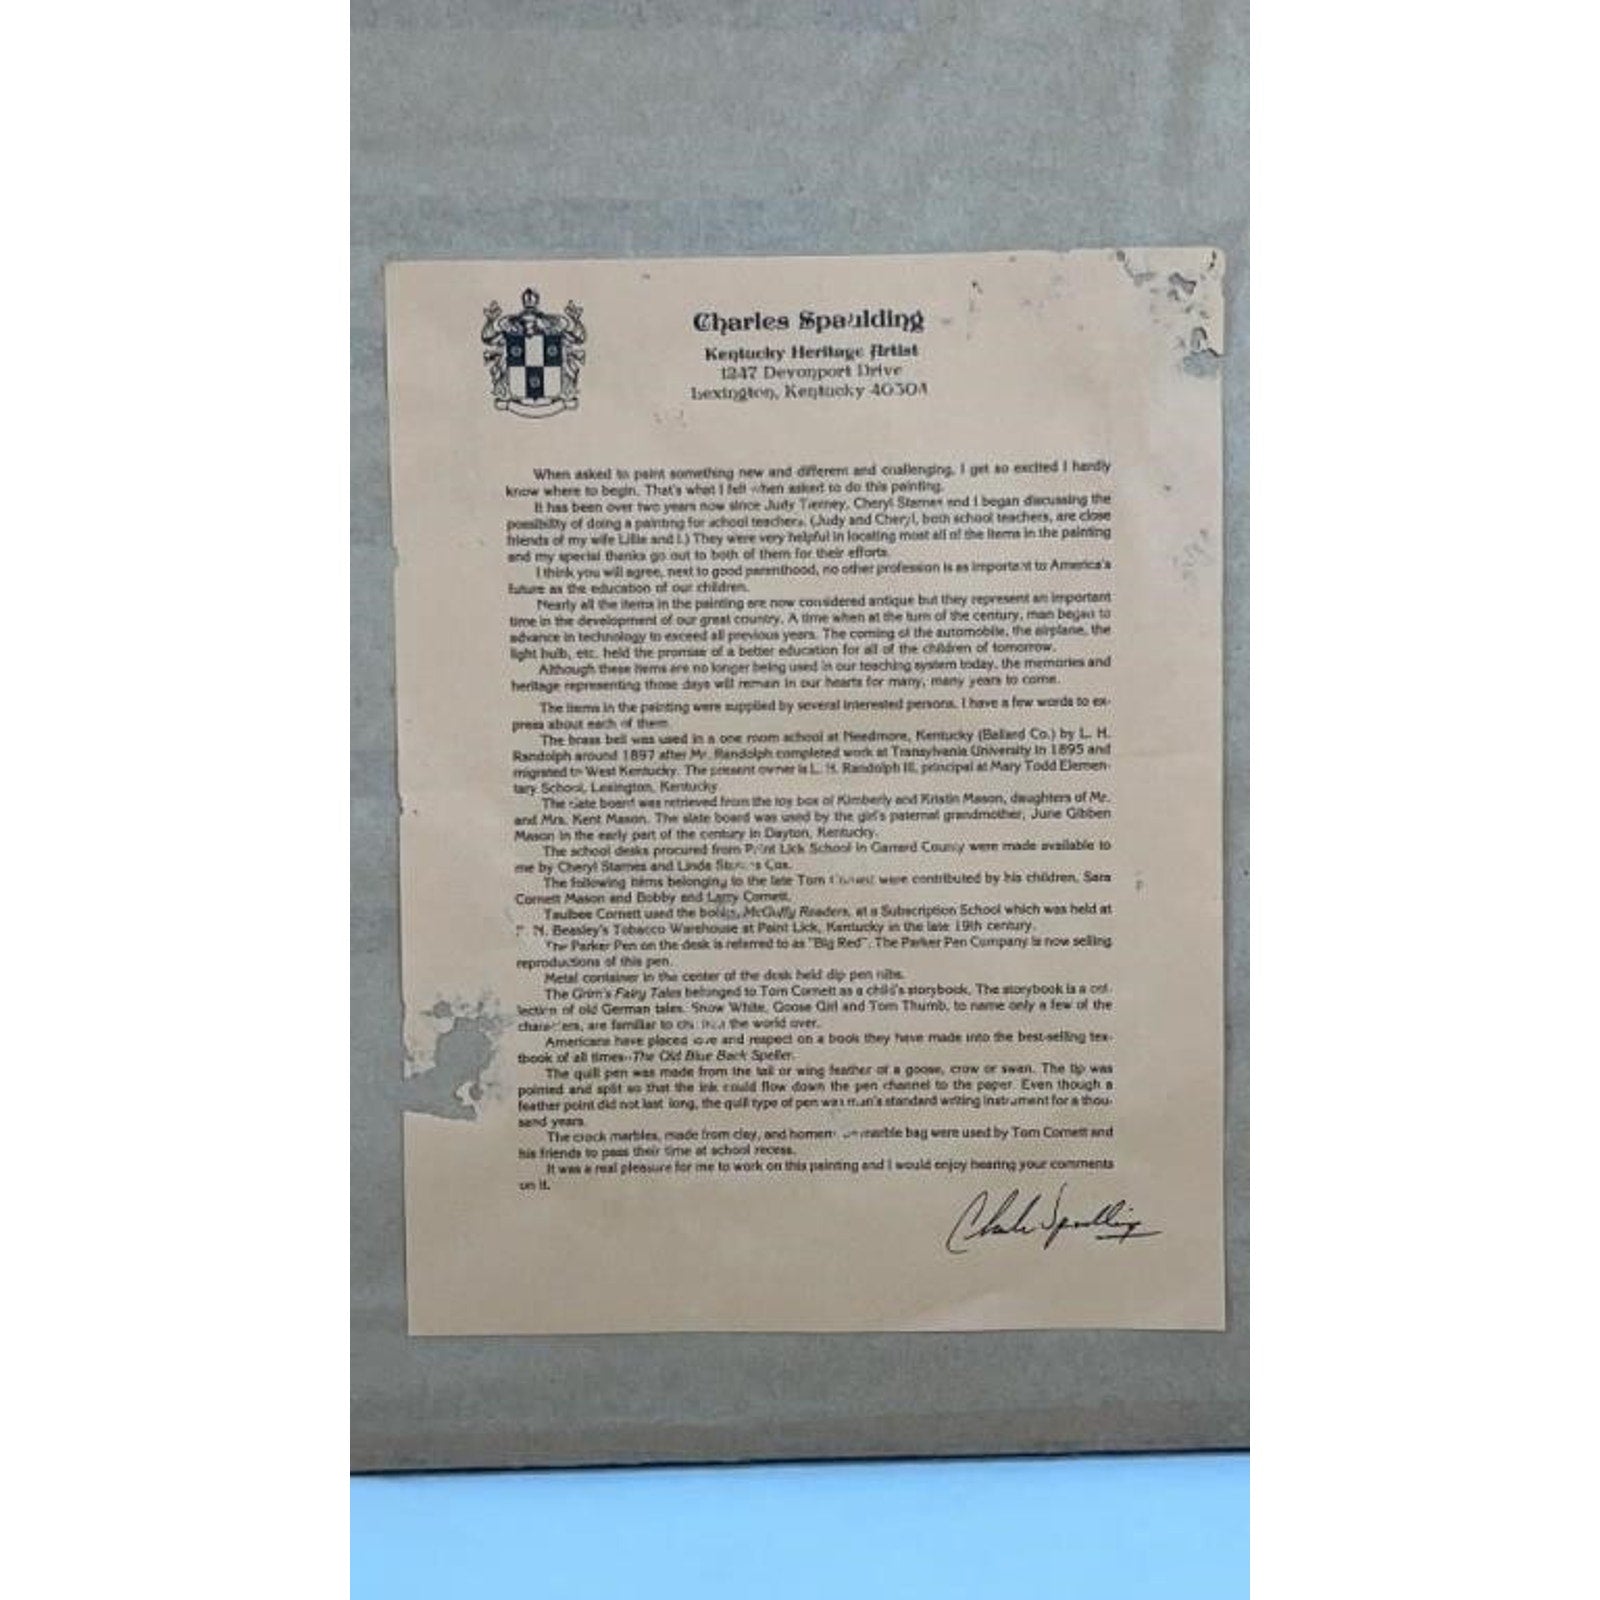 Charles Spaulding
Kentucky Heritage Artist
1247 Devonport Drive
Lexington, Kentucky 40504
When asked to paint something new and different and challenging, I get so excited I hardly
know where to begin. That's what I felt when asked to do this painting.
It has been over two years now since Judy Tierney, Cheryl Starnes and I began discussing the
possibility of doing a painting for school teachers. (Judy and Cheryl, both school teachers, are close
friends of my wife Lillie and I.) They were very helpful in locating most all of the items in the painting
and my special thanks go out to both of them for their efforts.
I think you will agree, next to good parenthood, no other profession is as important to America's
future as the education of our children.
Nearly all the items in the painting are now considered antique but they represent an important
time in the development of our great country. A time when at the turn of the century, man began to
advance in technology to exceed all previous years. The coming of the automobile, the airplane, the
light bulb, etc. held the promise of a better education for all of the children of tomorrow.
Although these items are no longer being used in our teaching system today, the memories and
heritage representing those days will remain in our hearts for many, many years to come.
The items in the painting were supplied by several interested persons. I have a few words to ex-
press about each of them.
The brass bell was used in a one room school at Needmore, Kentucky (Ballard Co.) by L. H.
Randolph around 1897 after Mr. Randolph completed work at Transylvania University in 1895 and
migrated to West Kentucky. The present owner is L. H. Randolph III, principal at Mary Todd Elemen-
tary School, Lexington, Kentucky
The slate board was retrieved from the toy box of Kimberly and Kristin Mason, daughters of Mr.
and Mrs. Kent Mason. The slate board was used by the girl's paternal grandmother, June Gibben
Mason in the early part of the century in Dayton, Kentucky.
The school desks procured from Paint Lick School in Garrard County were made available to
me by Cheryl Starnes and Linda Cox.
The following items belonging to the late Tom Cornett were contributed by his children, Sara
Cornett Mason and Bobby and Larry Cornett.
Taulbee Cornett used the books, McGuffy Readers, at a Subscription School which was held at
N. Beasley's Tobacco Warehouse at Paint Lick, Kentucky in the late 19th century.
The Parker Pen on the desk is referred to as "Big Red". The Parker Pen Company is now selling
reproductions of this pen.
Metal container in the center of the desk held dip pen nibs.
The Grim's Fairy Tales belonged to Tom Cornett as a child's storybook. The storybook is a col-
lection of old German tales. Snow White, Goose Girl and Tom Thumb, to name only a few of the
characters, are familiar to children the world over.
Americans have placed love and respect on a book they have made into the best-selling tex-
tbook of all times--The Old Blue Back Speller.
The quill pen was made from the tail or wing feather of a goose, crow or swan. The tip was
pointed and split so that the ink could flow down the pen channel to the paper. Even though a
feather point did not last long, the quill type of pen was man's standard writing instrument for a thou-
sand years.
The crock marbles, made from clay, and marble bag were used by Tom Cornett and
his friends to pass their time at school recess.
It was a real pleasure for me to work on this painting and I would enjoy hearing your comments
on it.
Charles Spaulding